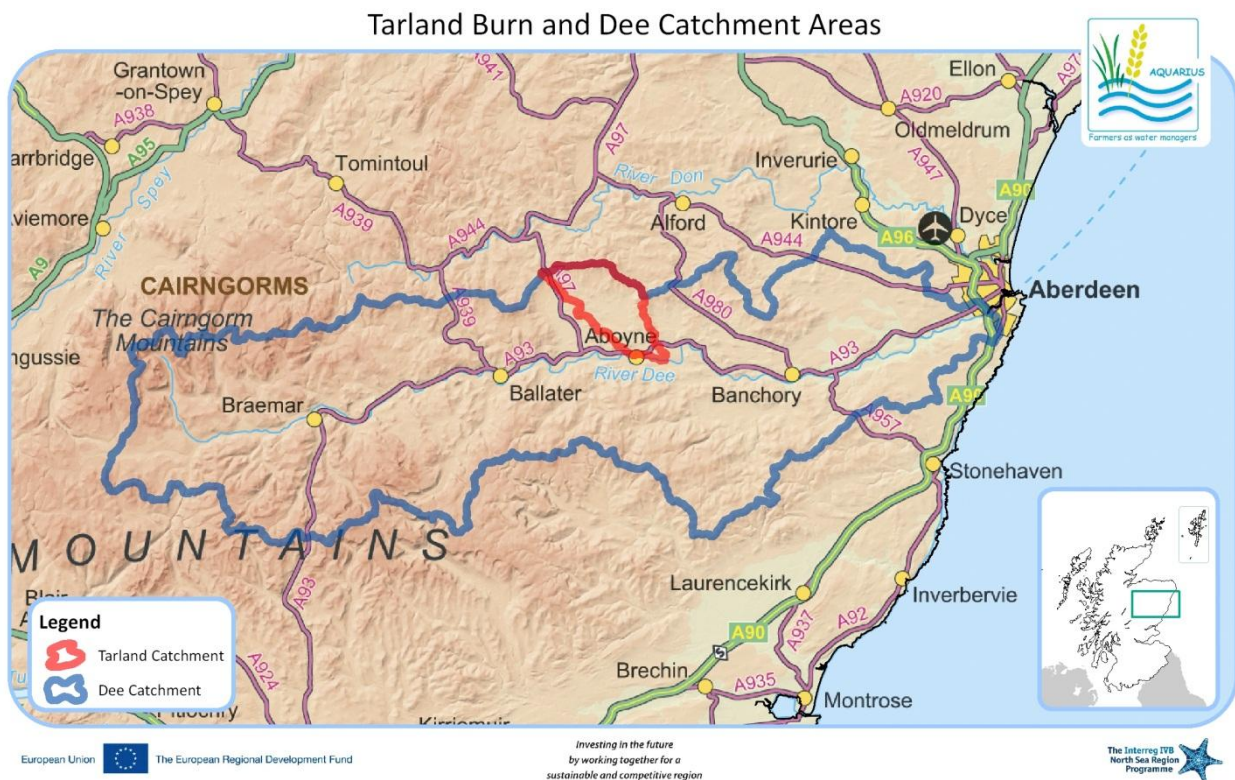 Tarland Burn and Dee Catchment Areas
AQUARIUS
Farmers as water managers
Grantown
-on-Spey
A941
A97
Ellon
A97
A938
A920
Oldmeldrum
arrbridge
A95
Tomintoul
Inverurie
A947
River Don
A90
viemore
River Spey
A939
A944
Alford
Kintore
Dyce
A96
A9
A944
CAIRNGORMS
A97
Aberdeen
The Cairngorm
Mountains
A939
A980
ngussie
Aboyne
A93
A93
River Dee
Ballater
Banchory
A90
Braemar
A957
Stonehaven
MOUNTAINS
Laurencekirk
Inverbervie
Blair
A93
A90
A937
A92
Brechin
A935
Montrose
A924
Pitlochry
Kirriemuir
Legend
Tarland Catchment
Dee Catchment
European Union
The European Regional Development Fund
Investing in the future
by working together for a
sustainable and competitive region
The Interreg IVB
North Sea Region
Programme